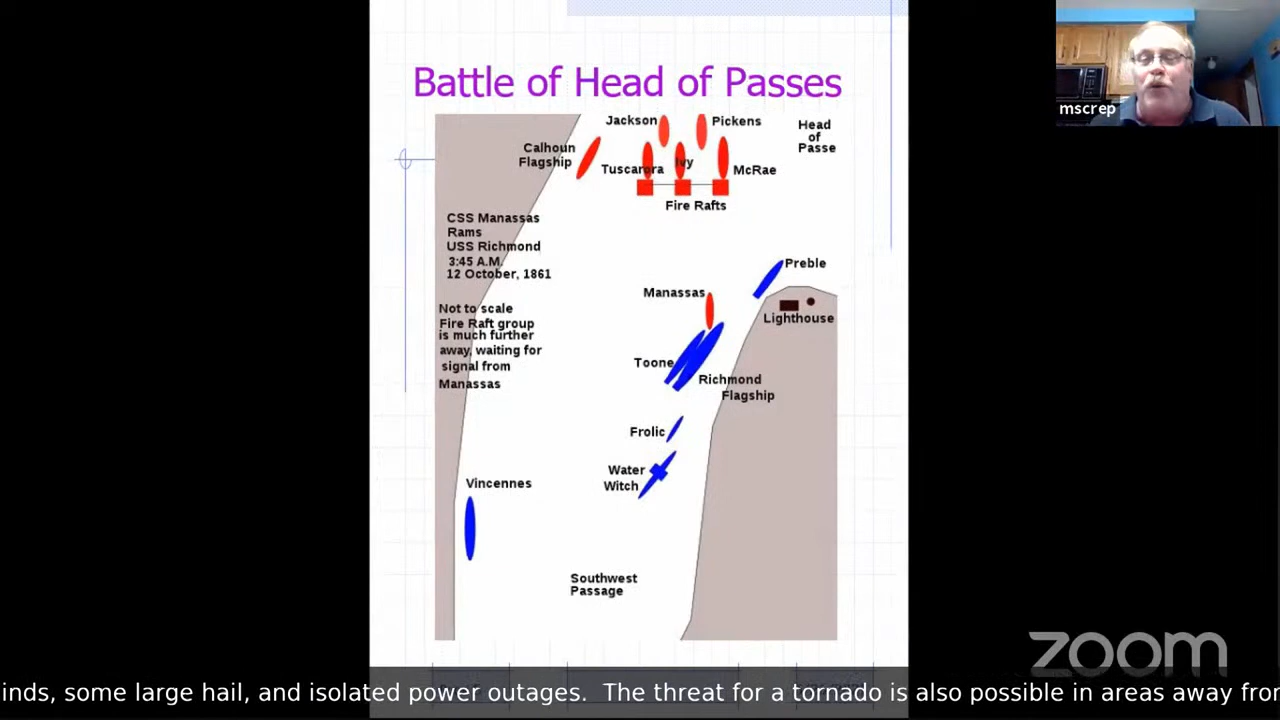 Battle of Head of Passes
mscrep
Jackson
Pickens
Head
of
Passe
Calhoun
Flagship
Tuscarora
Ivy
McRae
Fire Rafts
CSS Manassas
Rams
USS Richmond
3:45 A.M.
12 October, 1861
Preble
Manassas
Lighthouse
Not to scale
Fire Raft group
is much further
away, waiting for
signal from
Manassas
Toone
Richmond
Flagship
Frolic
Water
Witch
Vincennes
Southwest
Passage
zoom
inds, some large hail, and isolated power outages. The threat for a tornado is also possible in areas away fro